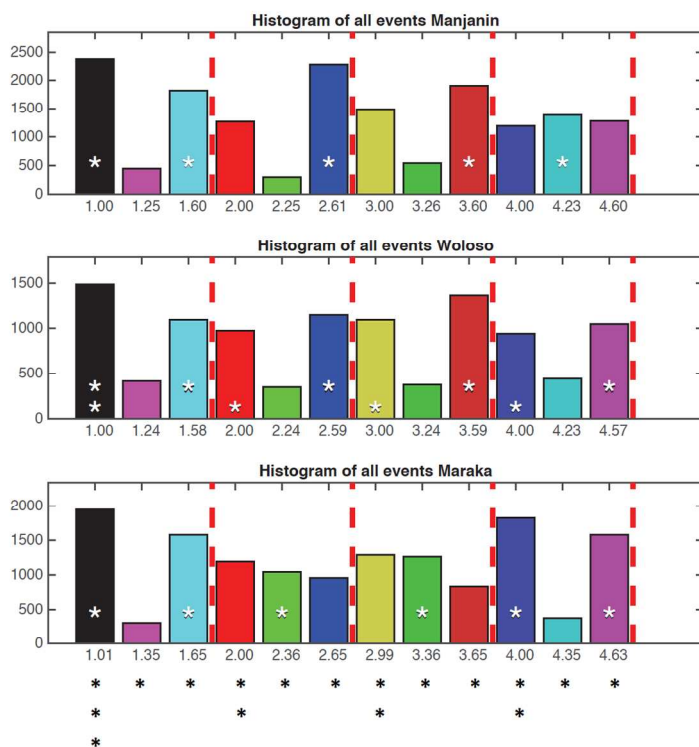 Histogram of all events Manjanin
2500
2000
1500
1000
* * * * *
500
0
1.00 1.25 1.60 2.00 2.25 2.61 3.00 3.26 3.60 4.00 4.23 4.60
Histogram of all events Woloso
1500
1000
500
* * * * *
* * * *
0
1.00 1.24 1.58 2.00 2.24 2.59 3.00 3.24 3.59 4.00 4.23 4.57
Histogram of all events Maraka
2000
1500
1000
500
* * * * * *
0
1.01 1.35 1.65 2.00 2.36 2.65 2.99 3.36 3.65 4.00 4.35 4.63
* * * * * * * * * * * *
* * * *
*